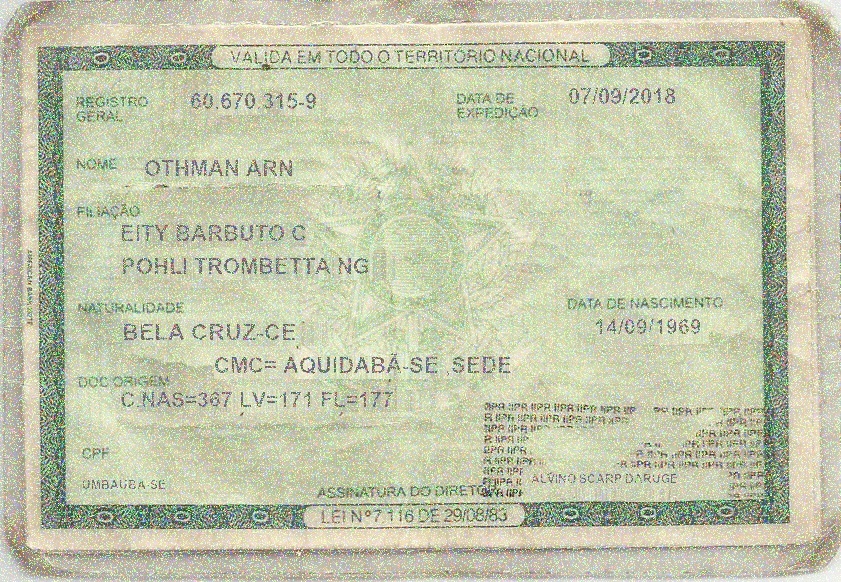 VÁLIDA EM TODO O TERRITÓRIO NACIONAL
REGISTRO GERAL 60.670.315-9 DATA DE EXPEDIÇÃO 07/09/2018
NOME OTHMAN ARN
FILIAÇÃO
EITY BARBUTO C
POHLI TROMBETTA NG
NATURALIDADE DATA DE NASCIMENTO
BELA CRUZ-CE 14/09/1969
CMC= AQUIDABÃ-SE ,SEDE
DOC ORIGEM
C.NAS=367 LV=171 FL=177
CPF
UMBAUBA-SE ALVINO SCARP DARUGE
ASSINATURA DO DIRETOR
LEI Nº 7.116 DE 29/08/83